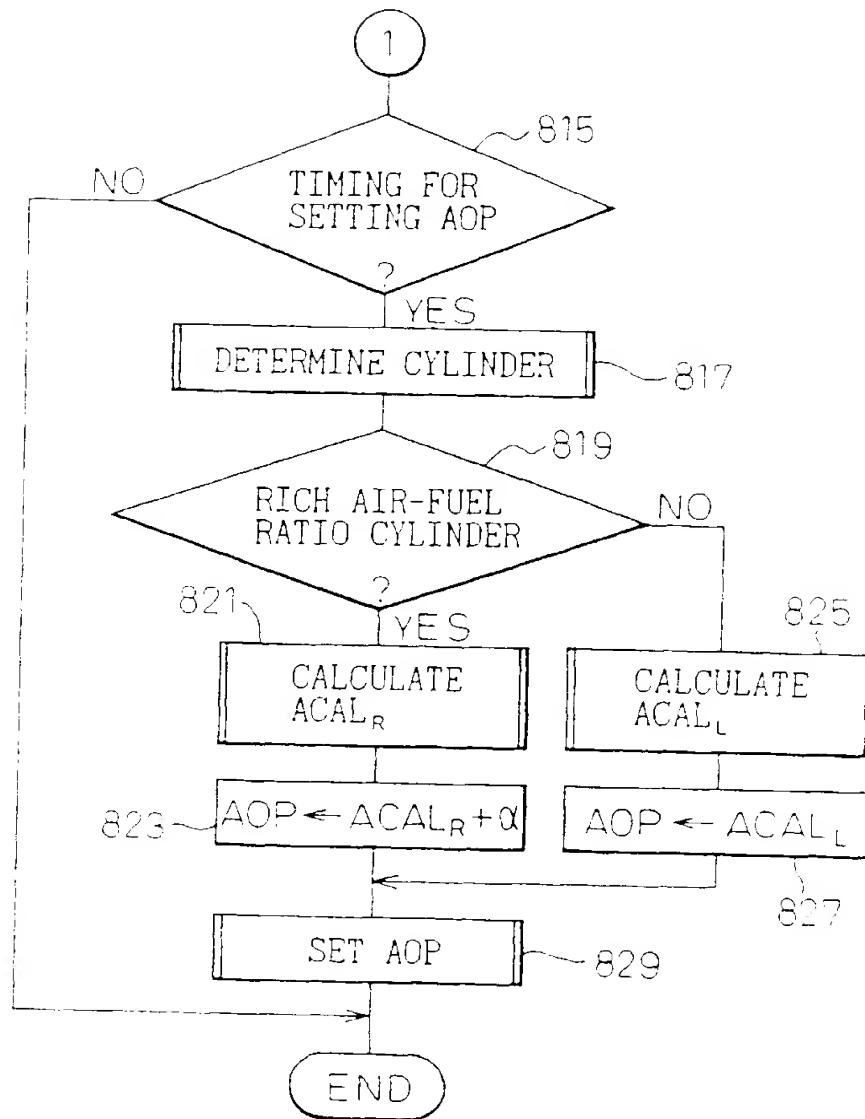 1
815
NO
TIMING FOR
SETTING AOP
?
YES
DETERMINE CYLINDER
817
819
RICH AIR-FUEL
RATIO CYLINDER
NO
?
821
YES
825
CALCULATE
ACAL_R
CALCULATE
ACAL_L
823
AOP ← ACAL_R + α
AOP ← ACAL_L
827
SET AOP
829
END